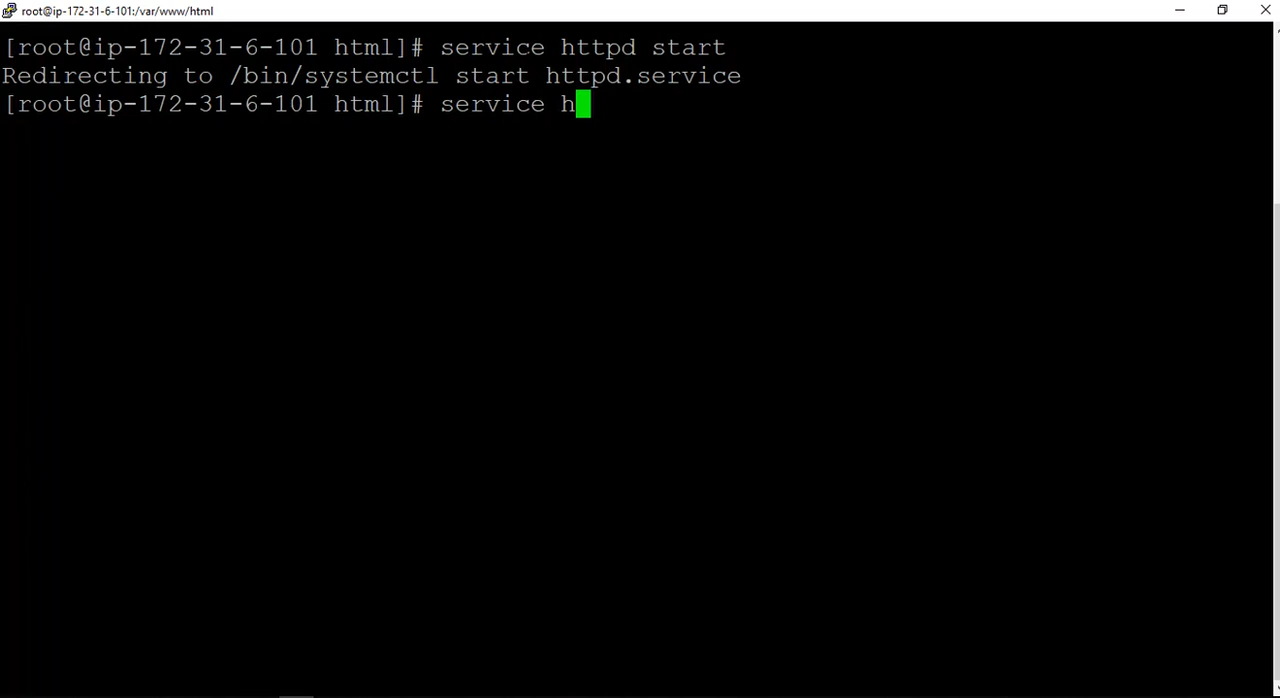 root@ip-172-31-6-101:/var/www/html
[root@ip-172-31-6-101 html]# service httpd start
Redirecting to /bin/systemctl start httpd.service
[root@ip-172-31-6-101 html]# service h